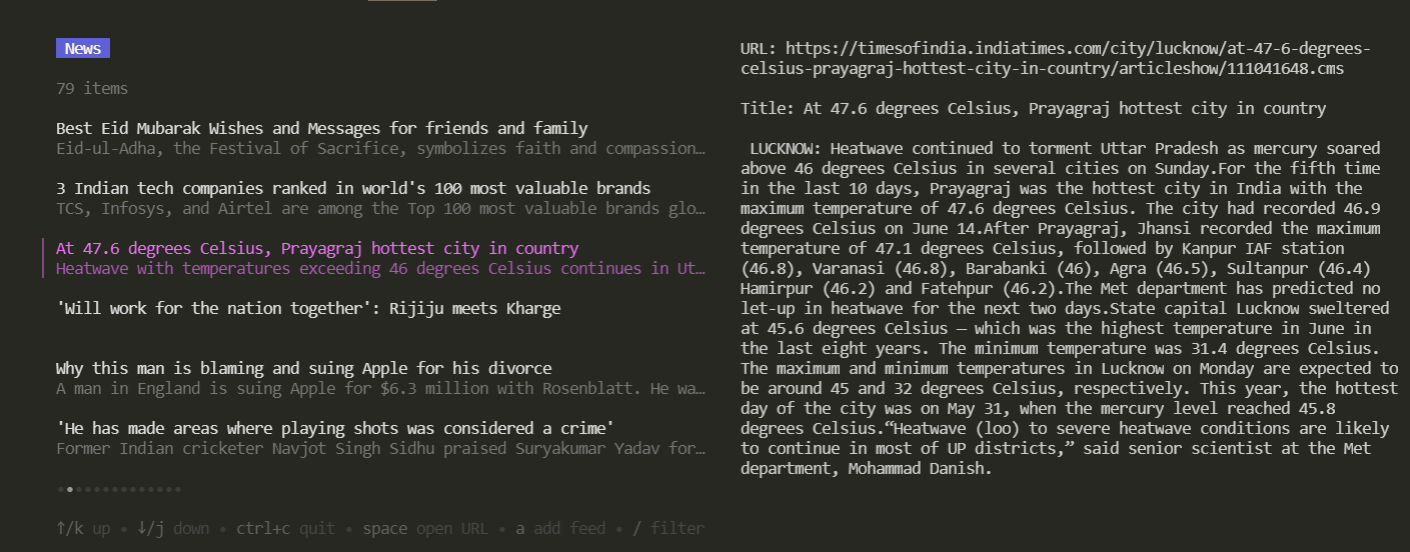 News
79 items
Best Eid Mubarak Wishes and Messages for friends and family
Eid-ul-Adha, the Festival of Sacrifice, symbolizes faith and compassion…
3 Indian tech companies ranked in world's 100 most valuable brands
TCS, Infosys, and Airtel are among the Top 100 most valuable brands glo…
At 47.6 degrees Celsius, Prayagraj hottest city in country
Heatwave with temperatures exceeding 46 degrees Celsius continues in Ut…
'Will work for the nation together': Rijiju meets Kharge
Why this man is blaming and suing Apple for his divorce
A man in England is suing Apple for $6.3 million with Rosenblatt. He wa…
'He has made areas where playing shots was considered a crime'
Former Indian cricketer Navjot Singh Sidhu praised Suryakumar Yadav for…
↑/k up • ↓/j down • ctrl+c quit • space open URL • a add feed • / filter
URL: https://timesofindia.indiatimes.com/city/lucknow/at-47-6-degrees-
celsius-prayagraj-hottest-city-in-country/articleshow/111041648.cms
Title: At 47.6 degrees Celsius, Prayagraj hottest city in country
LUCKNOW: Heatwave continued to torment Uttar Pradesh as mercury soared
above 46 degrees Celsius in several cities on Sunday.For the fifth time
in the last 10 days, Prayagraj was the hottest city in India with the
maximum temperature of 47.6 degrees Celsius. The city had recorded 46.9
degrees Celsius on June 14.After Prayagraj, Jhansi recorded the maximum
temperature of 47.1 degrees Celsius, followed by Kanpur IAF station
(46.8), Varanasi (46.8), Barabanki (46), Agra (46.5), Sultanpur (46.4)
Hamirpur (46.2) and Fatehpur (46.2).The Met department has predicted no
let-up in heatwave for the next two days.State capital Lucknow sweltered
at 45.6 degrees Celsius — which was the highest temperature in June in
the last eight years. The minimum temperature was 31.4 degrees Celsius.
The maximum and minimum temperatures in Lucknow on Monday are expected to
be around 45 and 32 degrees Celsius, respectively. This year, the hottest
day of the city was on May 31, when the mercury level reached 45.8
degrees Celsius.“Heatwave (loo) to severe heatwave conditions are likely
to continue in most of UP districts,” said senior scientist at the Met
department, Mohammad Danish.